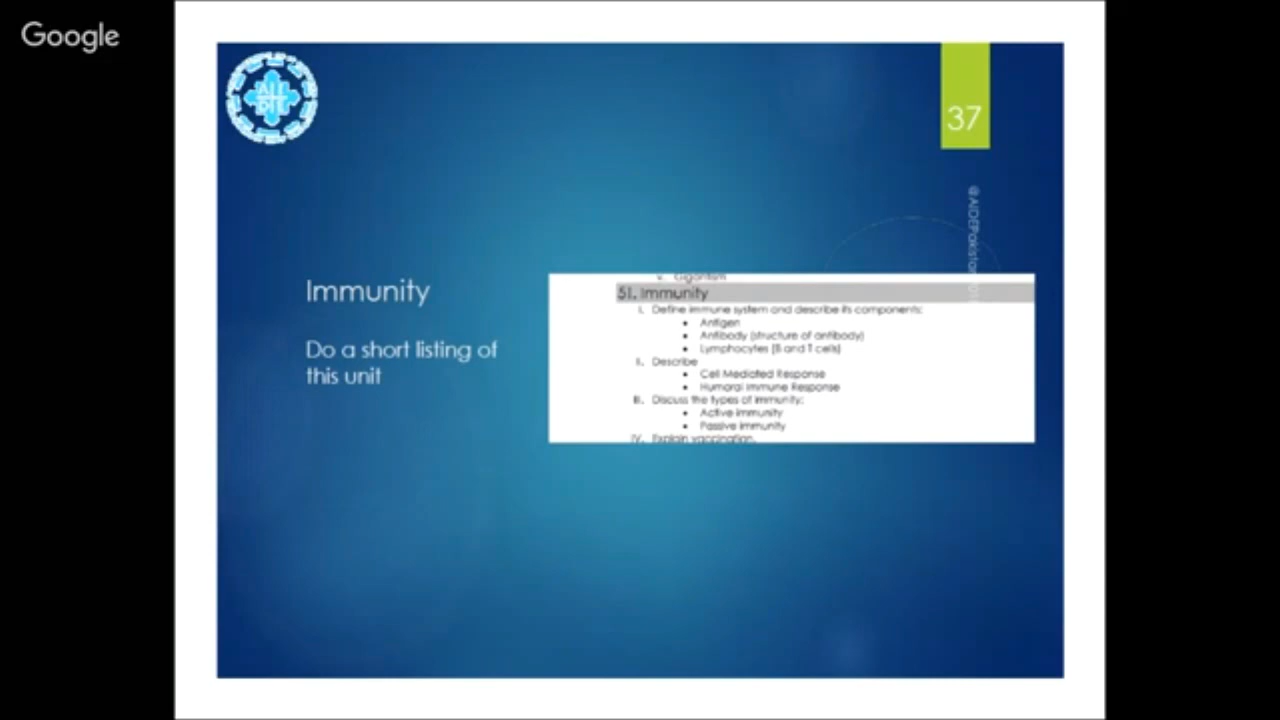 Google
37
Immunity
Do a short listing of
this unit
v. Gigantism
51. Immunity
I. Define immune system and describe its components:
• Antigen
• Antibody (structure of antibody)
• Lymphocytes (B and T cells)
II. Describe
• Cell Mediated Response
• Humoral Immune Response
III. Discuss the types of immunity:
• Active immunity
• Passive immunity
IV. Explain vaccination.